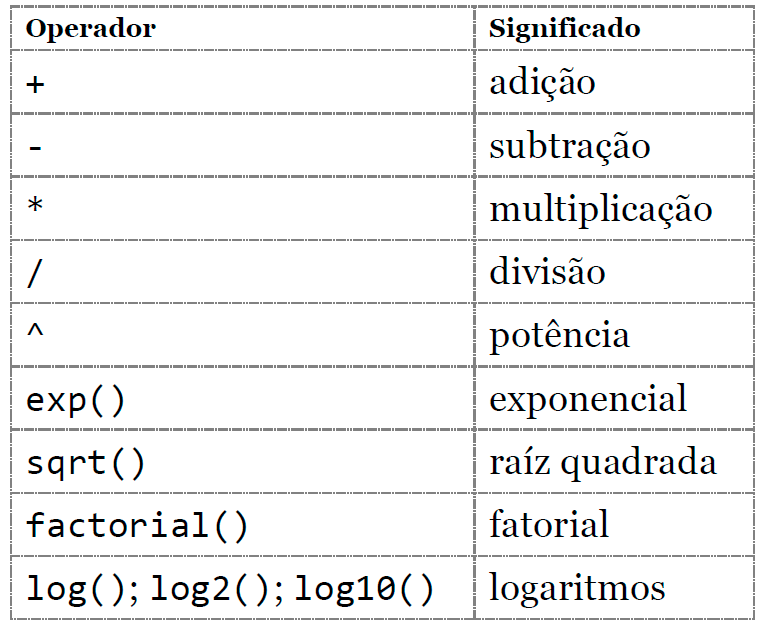 Operador Significado
+ adição
- subtração
* multiplicação
/ divisão
^ potência
exp() exponencial
sqrt() raíz quadrada
factorial() fatorial
log(); log2(); log10() logaritmos